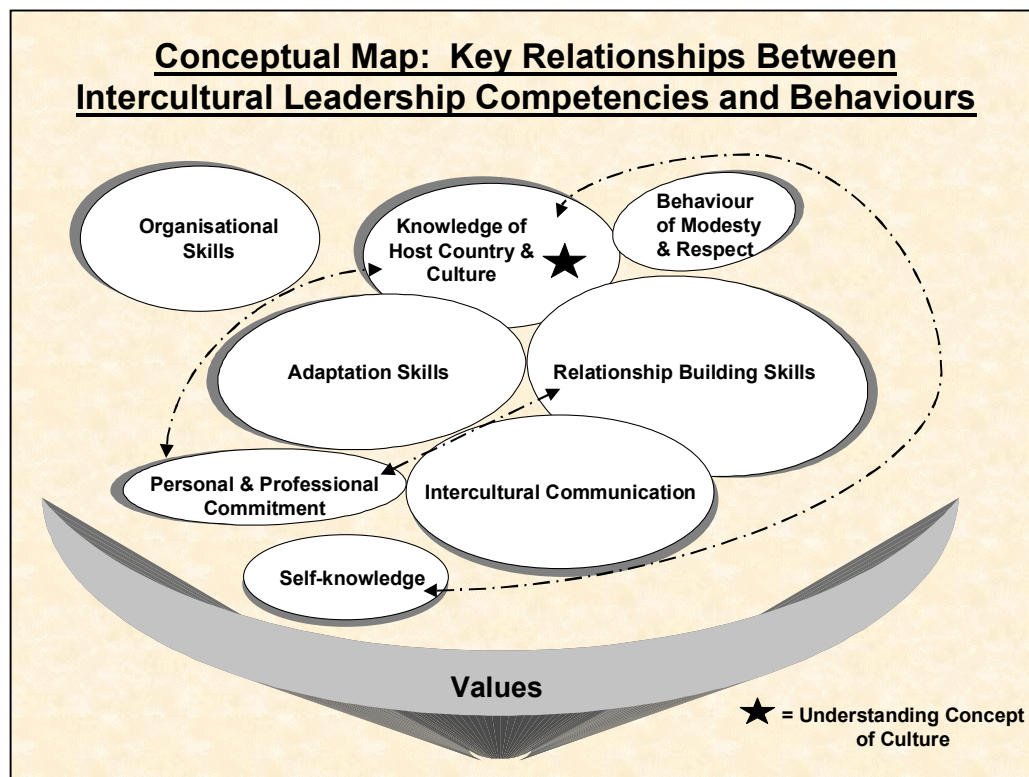 Conceptual Map: Key Relationships Between
Intercultural Leadership Competencies and Behaviours
Organisational
Skills
Knowledge of
Host Country &
Culture
Behaviour
of Modesty
& Respect
Adaptation Skills
Relationship Building Skills
Personal & Professional
Commitment
Intercultural Communication
Self-knowledge
Values
= Understanding Concept
of Culture